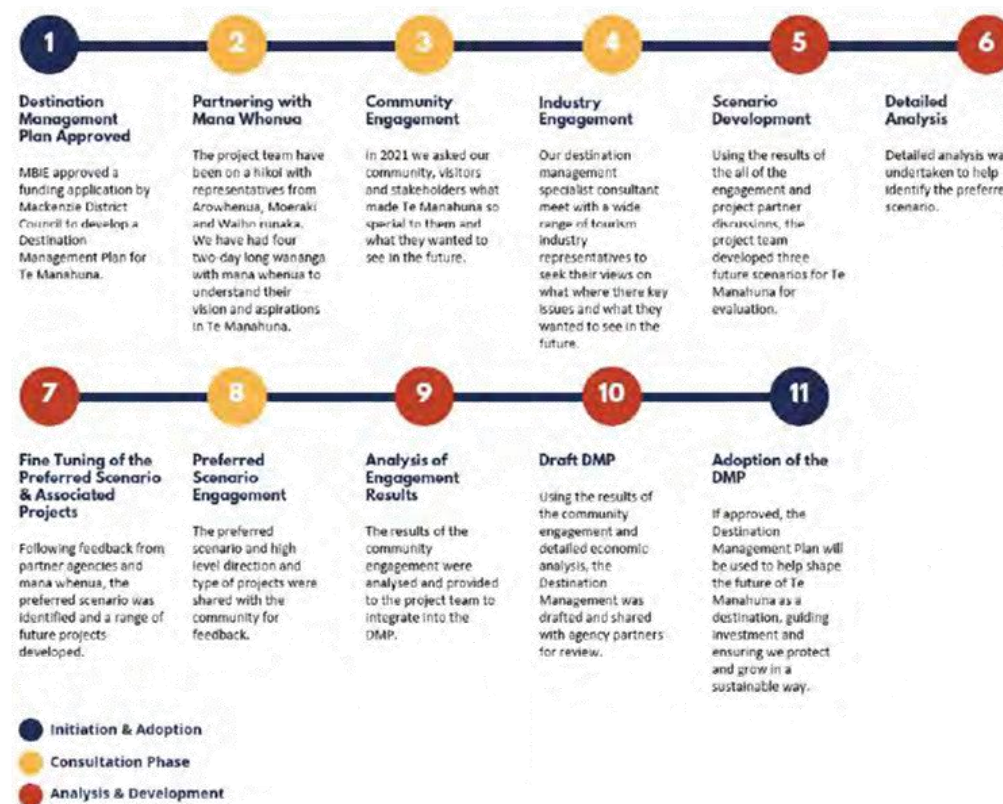 1
2
3
4
5
6
Destination
Management
Plan Approved
MBIE approved a
funding application by
Mackenzie District
Council to develop a
Destination
Management Plan for
Te Manahuna.
Partnering with
Mana Whenua
The project team have
been on a hikoi with
representatives from
Arowhenua, Moeraki
and Waiho runaka.
We have had four
two-day long wananga
with mana whenua to
understand their
vision and aspirations
in Te Manahuna.
Community
Engagement
In 2021 we asked our
community, visitors
and stakeholders what
made Te Manahuna so
special to them and
what they wanted to
see in the future.
Industry
Engagement
Our destination
management
specialist consultant
meet with a wide
range of tourism
industry
representatives to
seek their views on
what where there key
issues and what they
wanted to see in the
future.
Scenario
Development
Using the results of
the all of the
engagement and
project partner
discussions, the
project team
developed three
future scenarios for Te
Manahuna for
evaluation.
Detailed
Analysis
Detailed analysis wa
undertaken to help
identify the preferre
scenario.
7
8
9
10
11
Fine Tuning of the
Preferred Scenario
& Associated
Projects
Following feedback from
partner agencies and
mana whenua, the
preferred scenario was
identified and a range of
future projects
developed.
Preferred
Scenario
Engagement
The preferred
scenario and high
level direction and
type of projects were
shared with the
community for
feedback.
Analysis of
Engagement
Results
The results of the
community
engagement were
analysed and provided
to the project team to
integrate into the
DMP.
Draft DMP
Using the results of
the community
engagement and
detailed economic
analysis, the
Destination
Management was
drafted and shared
with agency partners
for review.
Adoption of the
DMP
If approved, the
Destination
Management Plan will
be used to help shape
the future of Te
Manahuna as a
destination, guiding
investment and
ensuring we protect
and grow in a
sustainable way.
Initiation & Adoption
Consultation Phase
Analysis & Development